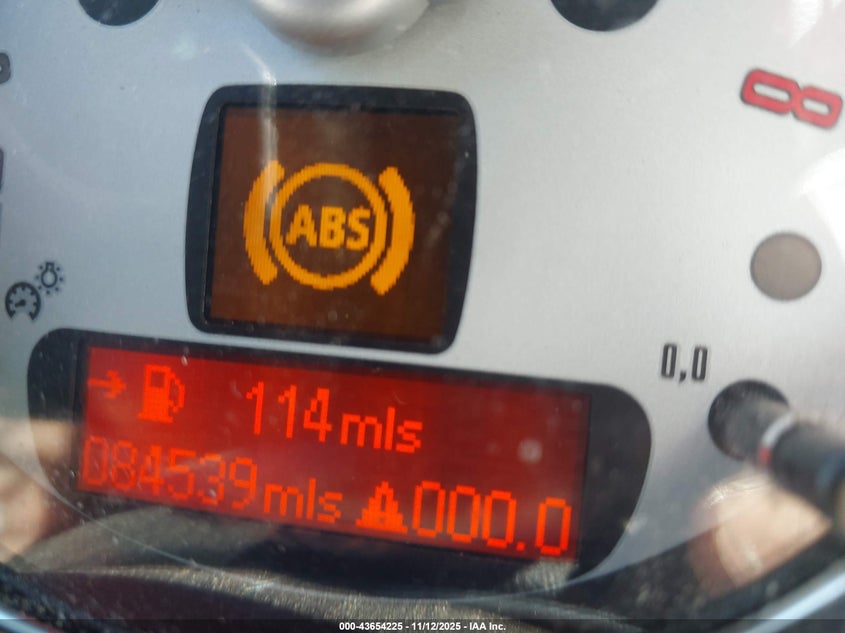 8
ABS
0,0
114 mls
084539 mls 000.0
000-43654225 - 11/12/2025 - IAA Inc.